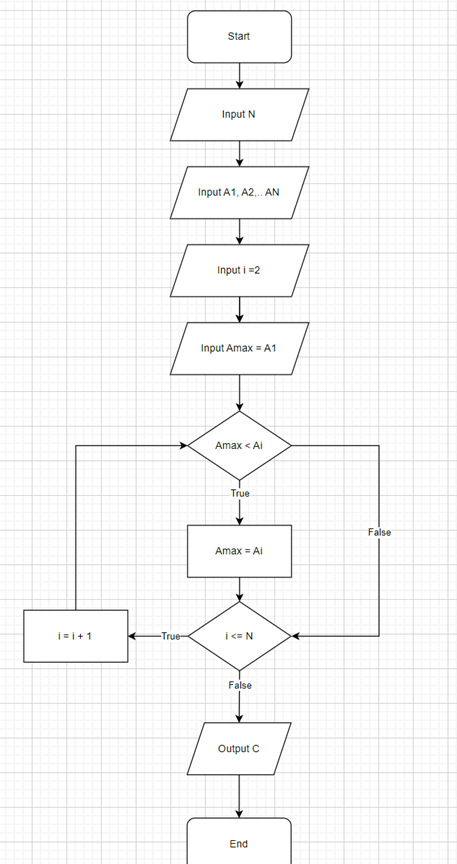 Start
Input N
Input A1, A2,.. AN
Input i =2
Input Amax = A1
Amax < Ai
True
False
Amax = Ai
i = i + 1
True
i <= N
False
Output C
End